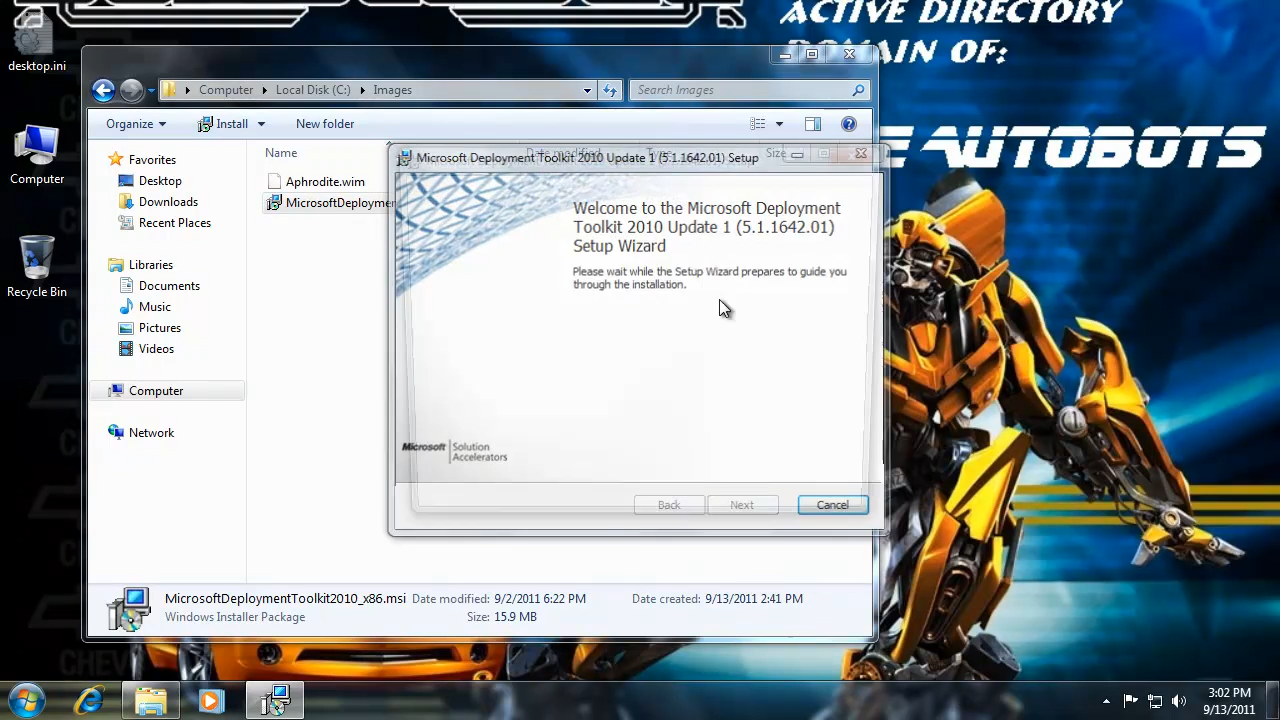 ACTIVE DIRECTORY
DOMAIN OF:
E AUTOBOTS
desktop.ini
Computer
Recycle Bin
Computer
Local Disk (C:)
Images
Search Images
Organize
Install
New folder
Favorites
Desktop
Downloads
Recent Places
Libraries
Documents
Music
Pictures
Videos
Computer
Network
Name
Date modified
Type
Size
Aphrodite.wim
MicrosoftDeploymen
Microsoft Deployment Toolkit 2010 Update 1 (5.1.1642.01) Setup
Welcome to the Microsoft Deployment
Toolkit 2010 Update 1 (5.1.1642.01)
Setup Wizard
Please wait while the Setup Wizard prepares to guide you
through the installation.
Microsoft Solution
Accelerators
Back
Next
Cancel
MicrosoftDeploymentToolkit2010_x86.msi
Date modified: 9/2/2011 6:22 PM
Date created: 9/13/2011 2:41 PM
Windows Installer Package
Size: 15.9 MB
CHEV
3:02 PM
9/13/2011